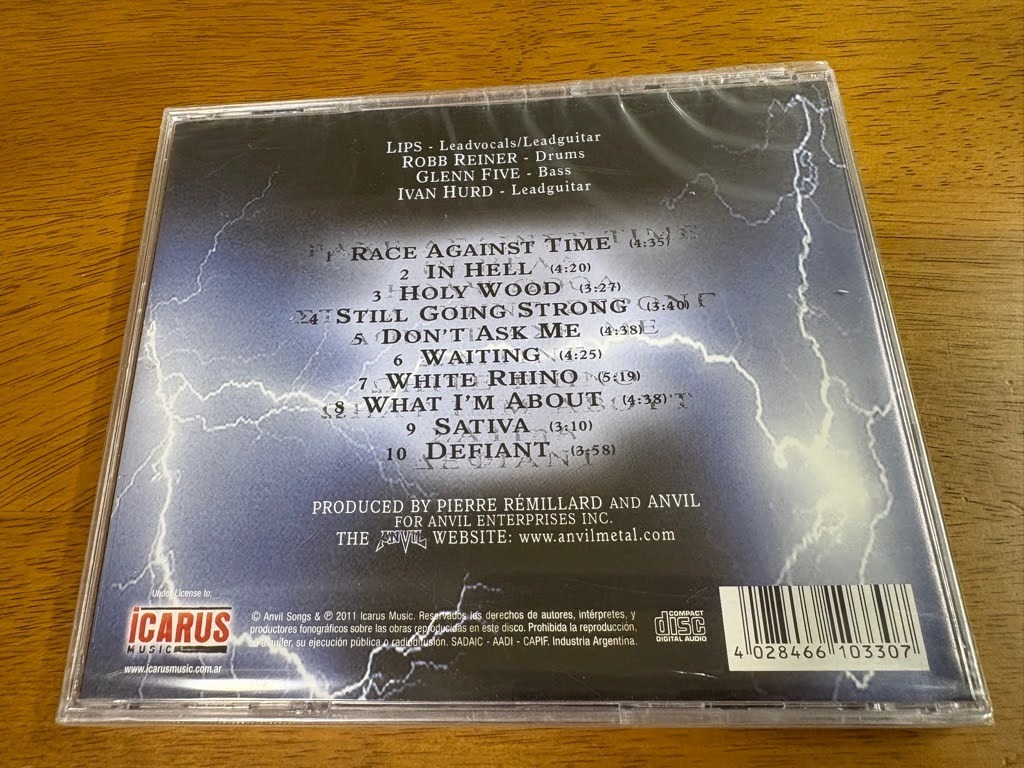 LIPS - Leadvocals/Leadguitar
ROBB REINER - Drums
GLENN FIVE - Bass
IVAN HURD - Leadguitar
1 RACE AGAINST TIME (4:35)
2 IN HELL (4:20)
3 HOLY WOOD (3:27)
4 STILL GOING STRONG (3:40)
5 DON'T ASK ME (4:38)
6 WAITING (4:25)
7 WHITE RHINO (5:19)
8 WHAT I'M ABOUT (4:38)
9 SATIVA (3:10)
10 DEFIANT (3:58)
PRODUCED BY PIERRE RÉMILLARD AND ANVIL
FOR ANVIL ENTERPRISES INC.
THE ANVIL WEBSITE: www.anvilmetal.com
Under License to:
iCARUS
MUSIC
www.icarusmusic.com.ar
© Anvil Songs & ℗ 2011 Icarus Music. Reservados los derechos de autores, intérpretes, y
productores fonográficos sobre las obras reproducidas en este disco. Prohibida la reproducción,
alquiler, su ejecución pública o radiodifusión. SADAIC - AADI - CAPIF. Industria Argentina.
COMPACT
disc
DIGITAL AUDIO
4 028466 103307